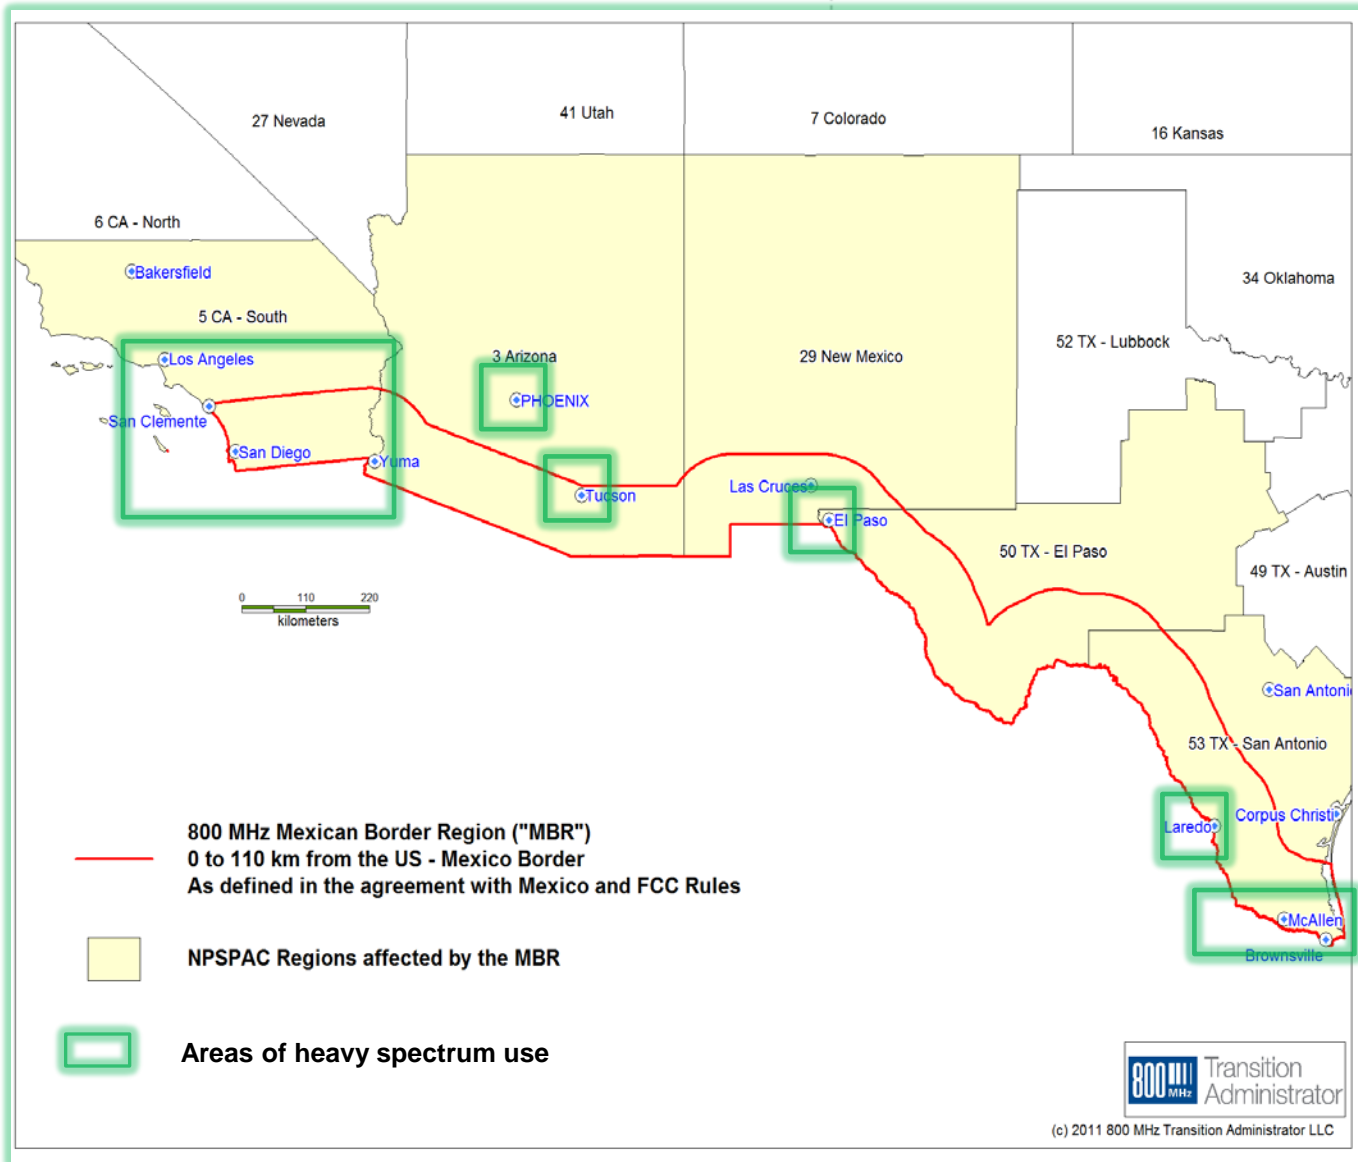 27 Nevada
41 Utah
7 Colorado
16 Kansas
6 CA - North
Bakersfield
34 Oklahoma
5 CA - South
52 TX - Lubbock
Los Angeles
3 Arizona
29 New Mexico
PHOENIX
San Clemente
San Diego
Yuma
Las Cruces
Tucson
El Paso
50 TX - El Paso
49 TX - Austin
0 110 220
kilometers
San Antoni
53 TX - San Antonio
Corpus Christi
Laredo
800 MHz Mexican Border Region ("MBR")
0 to 110 km from the US - Mexico Border
As defined in the agreement with Mexico and FCC Rules
McAllen
Brownsville
NPSPAC Regions affected by the MBR
Areas of heavy spectrum use
800 MHz Transition
Administrator
(c) 2011 800 MHz Transition Administrator LLC